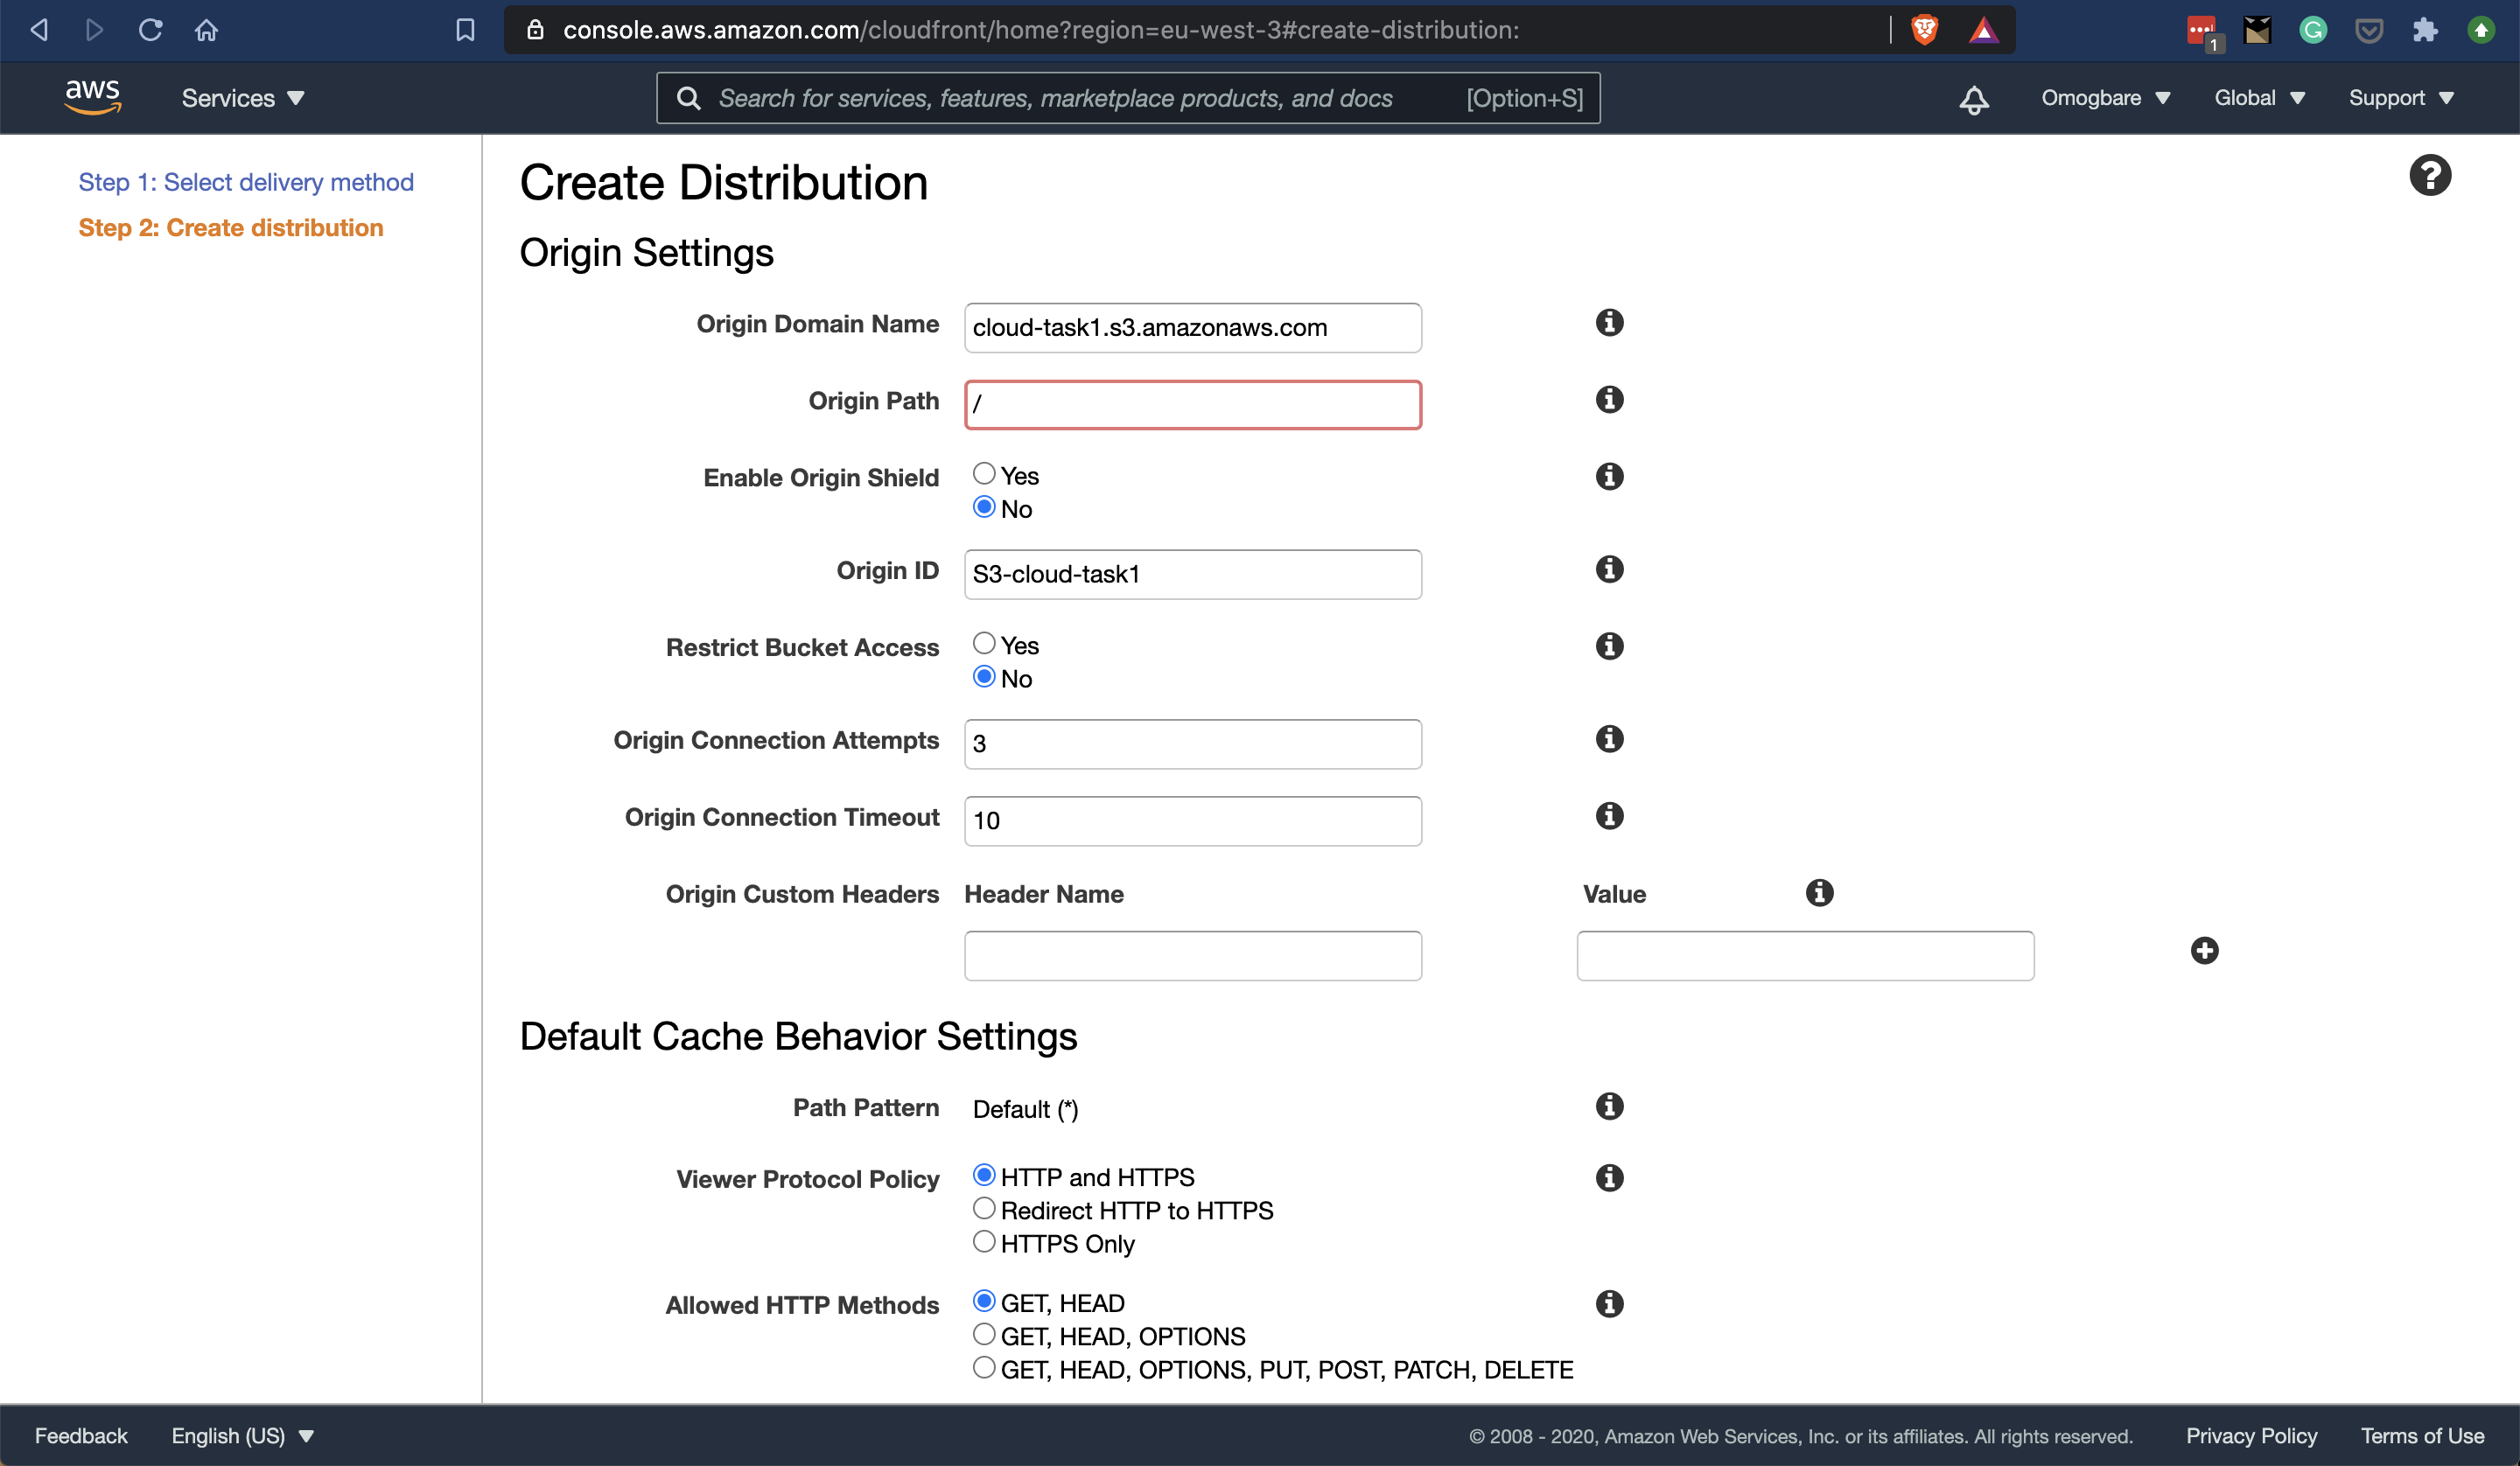 console.aws.amazon.com/cloudfront/home?region=eu-west-3#create-distribution:
1
aws
Services
Search for services, features, marketplace products, and docs [Option+S]
Omogbare
Global
Support
Step 1: Select delivery method
Step 2: Create distribution
Create Distribution
?
Origin Settings
Origin Domain Name cloud-task1.s3.amazonaws.com
Origin Path /
Enable Origin Shield Yes
No
Origin ID S3-cloud-task1
Restrict Bucket Access Yes
No
Origin Connection Attempts 3
Origin Connection Timeout 10
Origin Custom Headers Header Name Value
Default Cache Behavior Settings
Path Pattern Default (*)
Viewer Protocol Policy HTTP and HTTPS
Redirect HTTP to HTTPS
HTTPS Only
Allowed HTTP Methods GET, HEAD
GET, HEAD, OPTIONS
GET, HEAD, OPTIONS, PUT, POST, PATCH, DELETE
Feedback English (US) © 2008 - 2020, Amazon Web Services, Inc. or its affiliates. All rights reserved. Privacy Policy Terms of Use